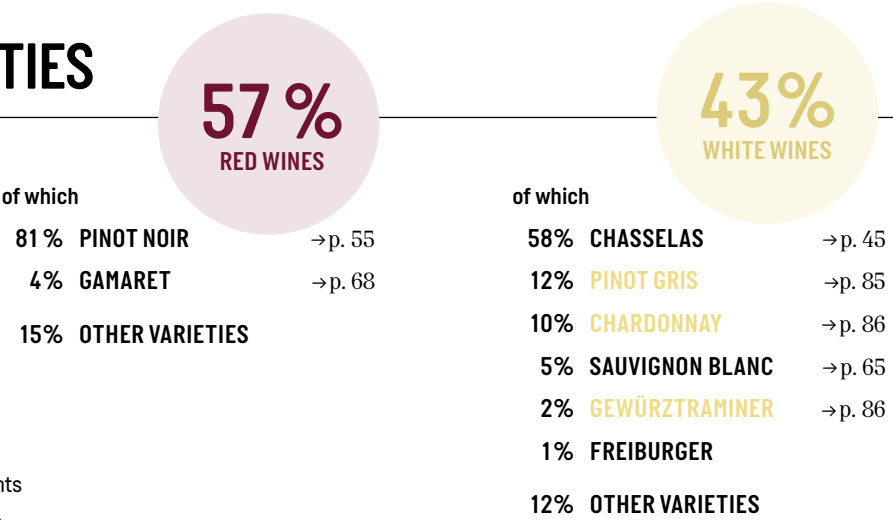 TIES
57 %
RED WINES
of which
81 % PINOT NOIR →p. 55
4% GAMARET →p. 68
15% OTHER VARIETIES
nts
43%
WHITE WINES
of which
58% CHASSELAS →p. 45
12% PINOT GRIS →p. 85
10% CHARDONNAY →p. 86
5% SAUVIGNON BLANC →p. 65
2% GEWÜRZTRAMINER →p. 86
1% FREIBURGER
12% OTHER VARIETIES